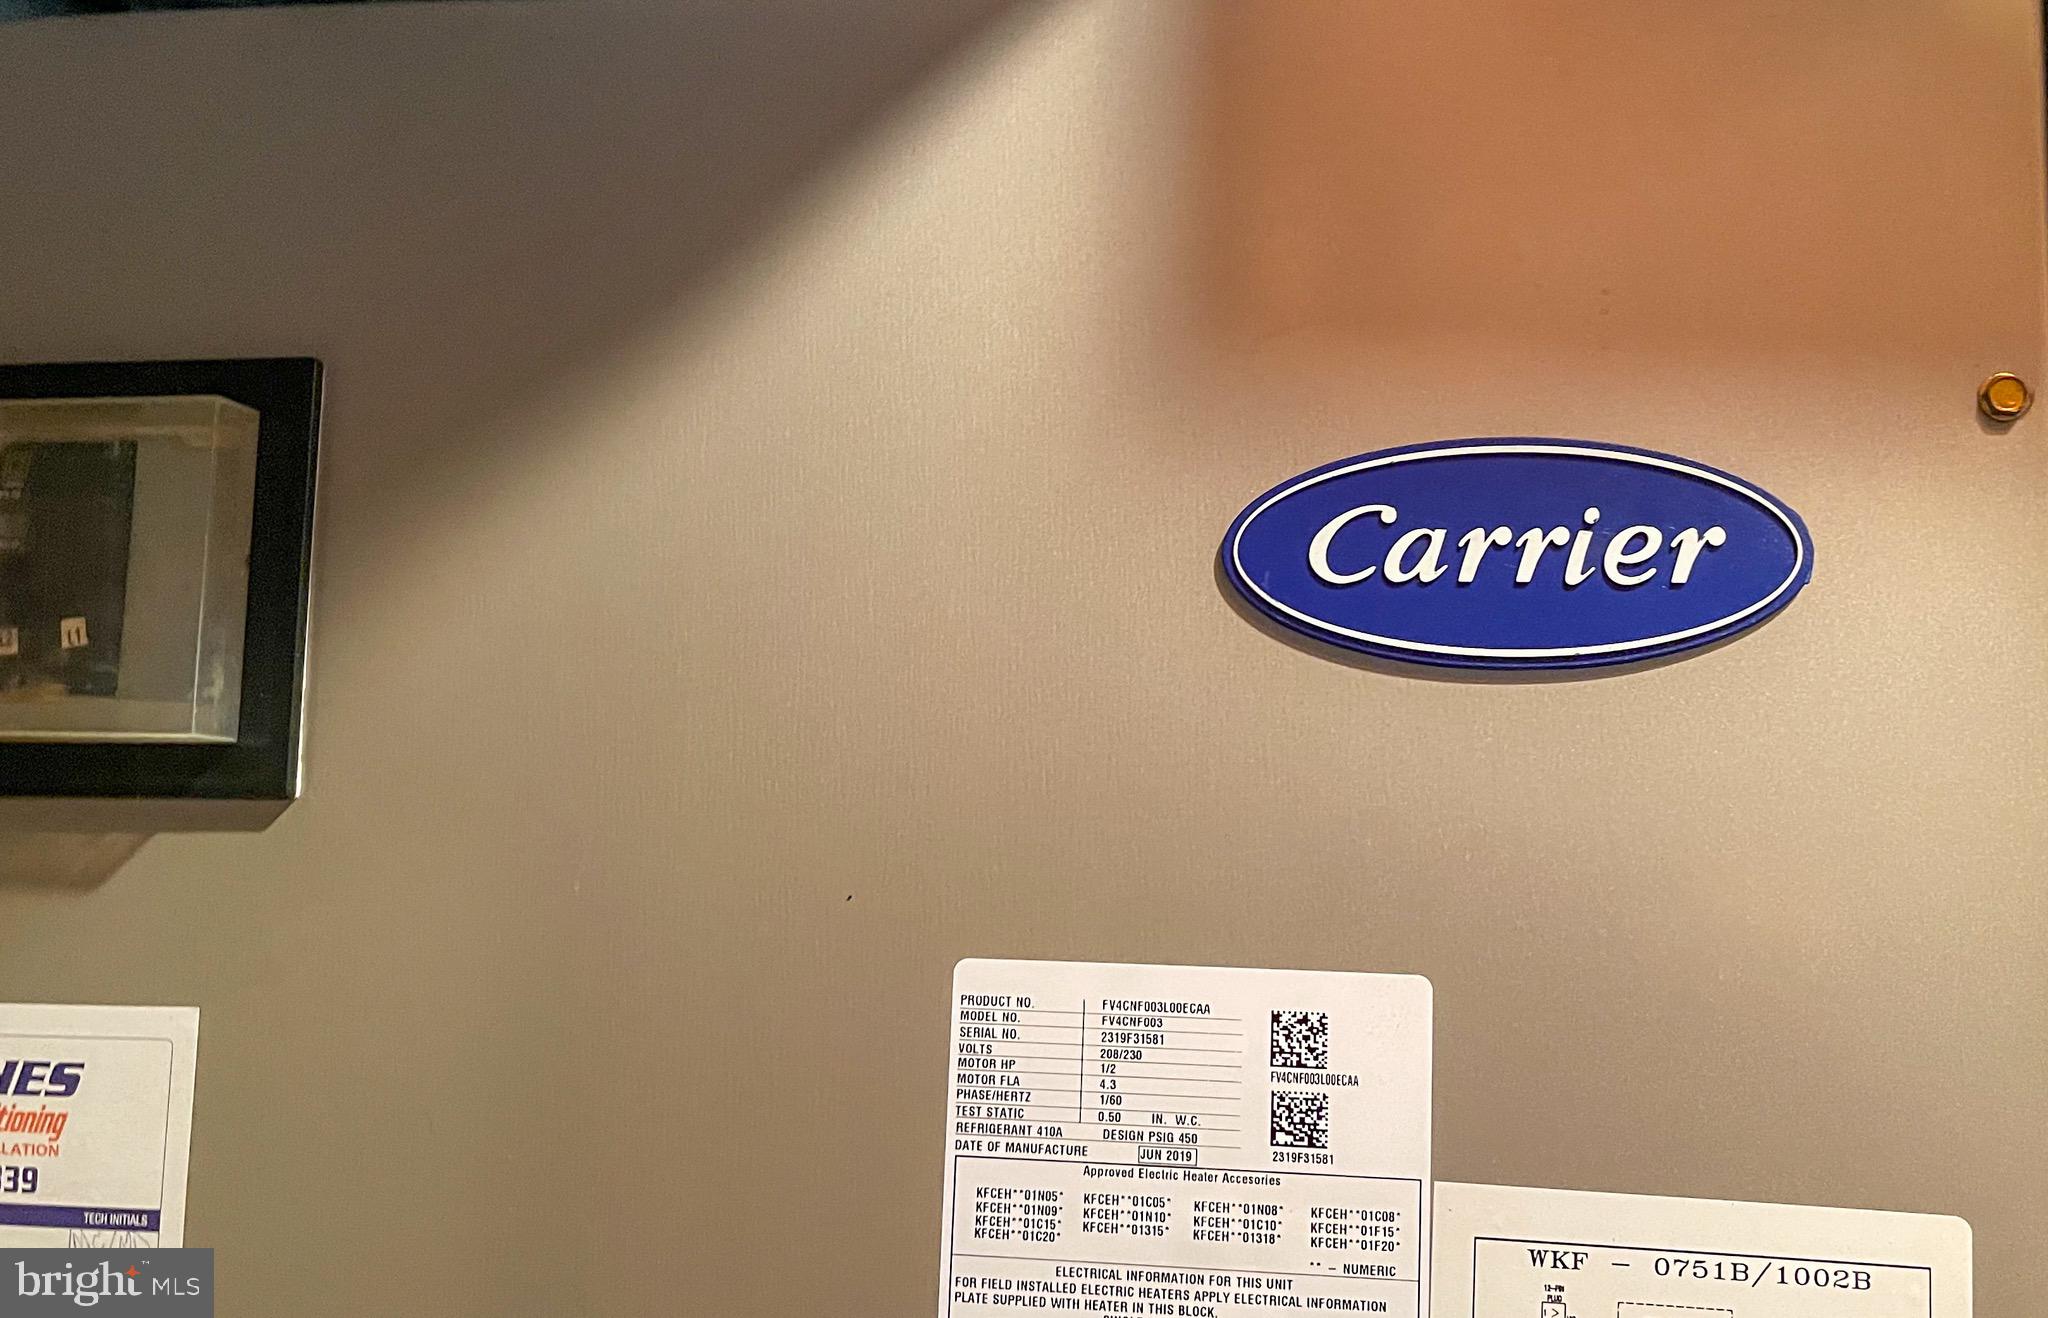 Carrier
L1
PRODUCT NO. FV4CNF003L00ECAA
MODEL NO. FV4CNF003
SERIAL NO. 2319F31581
VOLTS 208/230
MOTOR HP 1/2
MOTOR FLA 4.3
PHASE/HERTZ 1/60
TEST STATIC 0.50 IN. W.C.
REFRIGERANT 410A DESIGN PSIG 450
DATE OF MANUFACTURE JUN 2019
FV4CNF003L00ECAA
2319F31581
Approved Electric Heater Accesories
KFCEH**01N05* KFCEH**01C05* KFCEH**01N08* KFCEH**01C08*
KFCEH**01N09* KFCEH**01N10* KFCEH**01C10* KFCEH**01F15*
KFCEH**01C15* KFCEH**01315* KFCEH**01318* KFCEH**01F20*
KFCEH**01C20*
** – NUMERIC
ELECTRICAL INFORMATION FOR THIS UNIT
FOR FIELD INSTALLED ELECTRIC HEATERS APPLY ELECTRICAL INFORMATION
PLATE SUPPLIED WITH HEATER IN THIS BLOCK.
WKF – 0751B/1002B
12-PIN
PLUG
NES
tioning
LATION
39
TECH INITIALS
bright MLS